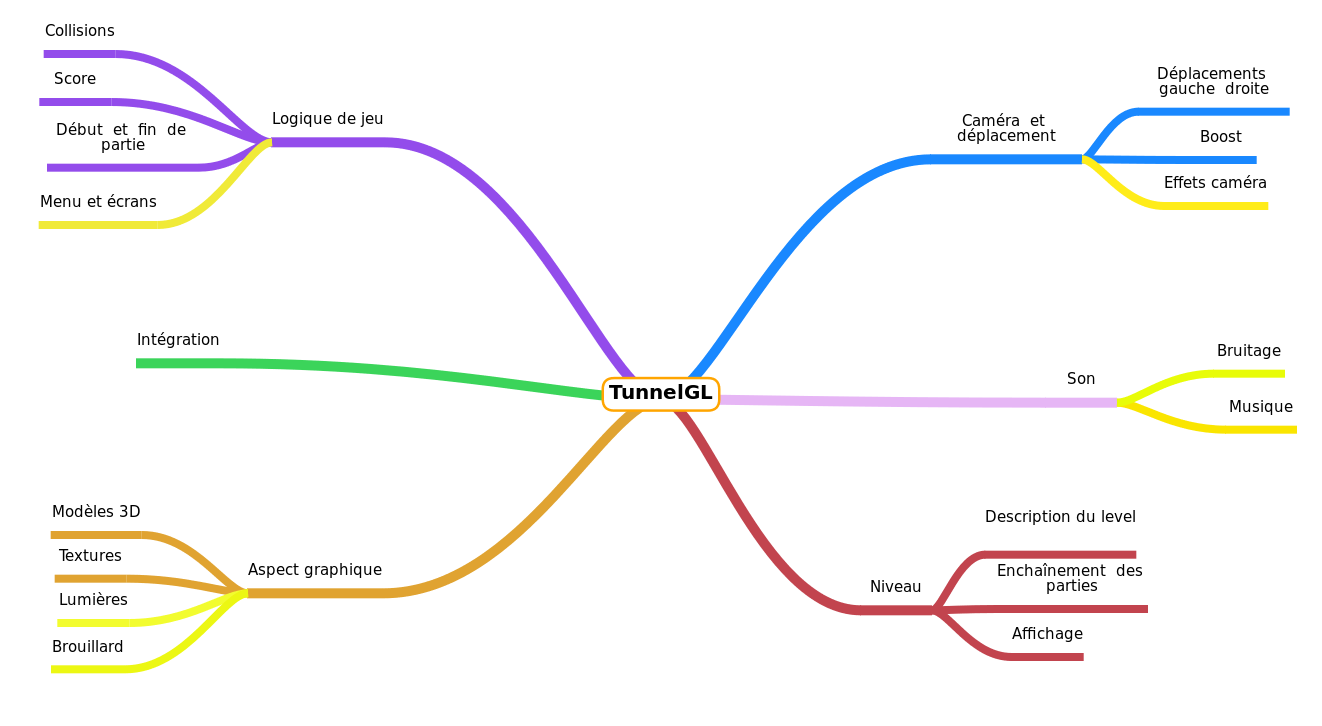 Collisions
Score
Début et fin de
partie
Menu et écrans
Logique de jeu
Intégration
Modèles 3D
Textures
Lumières
Brouillard
Aspect graphique
TunnelGL
Caméra et
déplacement
Déplacements
gauche droite
Boost
Effets caméra
Son
Bruitage
Musique
Niveau
Description du level
Enchaînement des
parties
Affichage